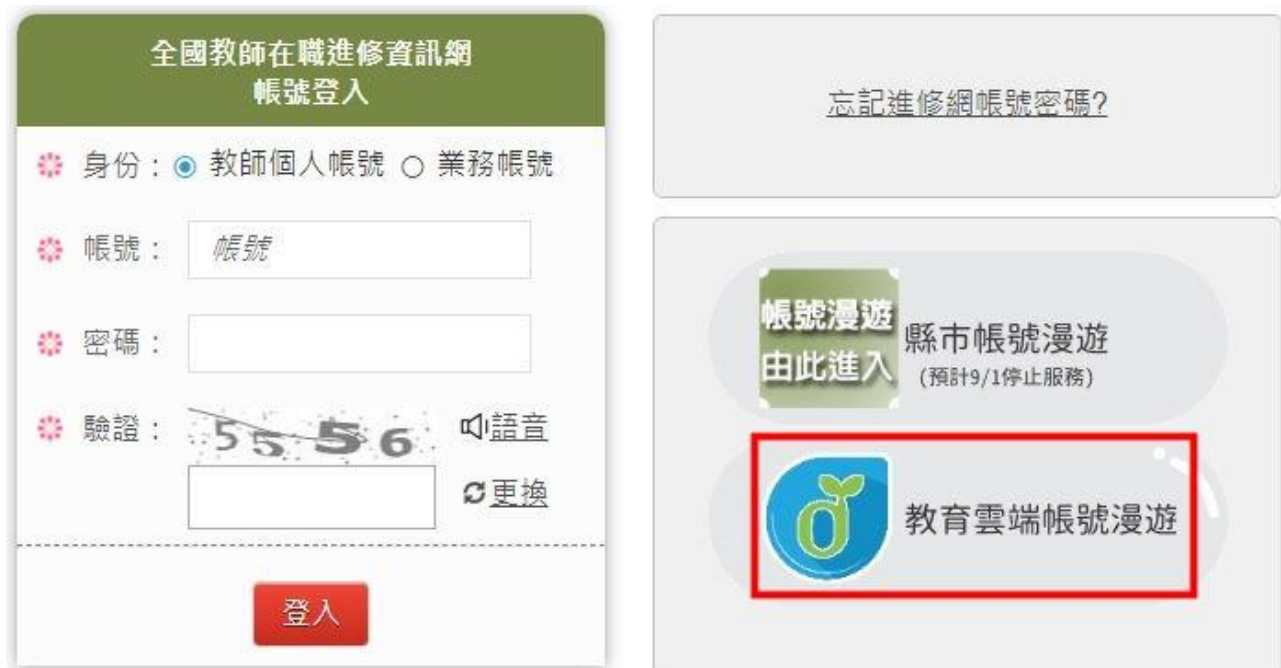 全國教師在職進修資訊網
帳號登入
身份：教師個人帳號 業務帳號
帳號： 帳號
密碼：
驗證： 5556 語音
更換
登入
忘記進修網帳號密碼?
帳號漫遊
由此進入
縣市帳號漫遊
(預計9/1停止服務)
教育雲端帳號漫遊